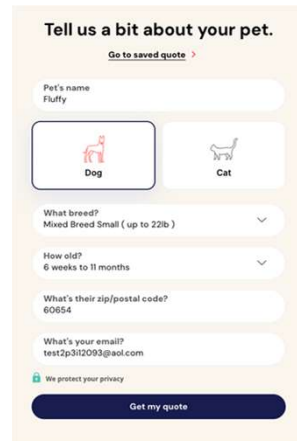 Tell us a bit about your pet.
Go to saved quote >
Pet's name
Fluffy
Dog
Cat
What breed?
Mixed Breed Small ( up to 22lb )
How old?
6 weeks to 11 months
What's their zip/postal code?
60654
What's your email?
test2p3i12093@aol.com
We protect your privacy
Get my quote